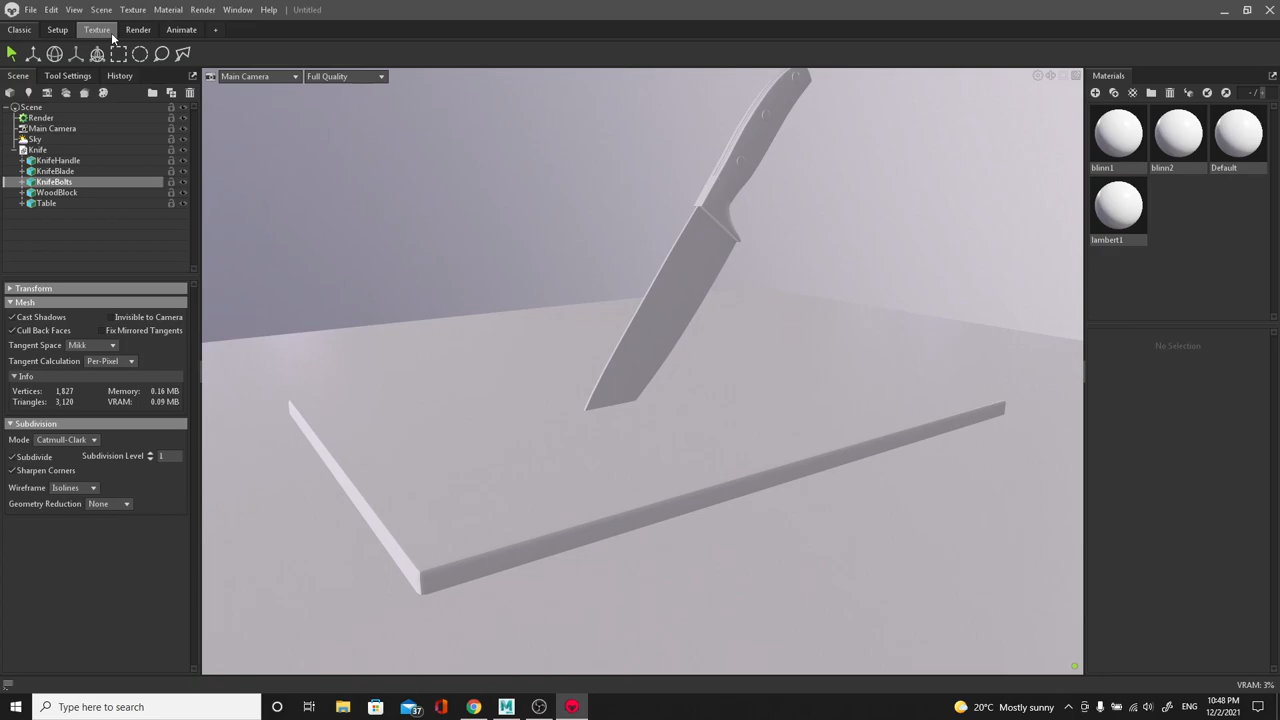 File Edit View Scene Texture Material Render Window Help Untitled
Classic Setup Texture Render Animate +
Scene Tool Settings History
Main Camera Full Quality
Materials
- /
Scene
Render
Main Camera
Sky
Knife
KnifeHandle
KnifeBlade
KnifeBolts
WoodBlock
Table
blinn1 blinn2 Default
lambert1
Transform
Mesh
Cast Shadows Invisible to Camera
Cull Back Faces Fix Mirrored Tangents
Tangent Space Mikk
Tangent Calculation Per-Pixel
Info
Vertices: 1,827 Memory: 0.16 MB
Triangles: 3,120 VRAM: 0.09 MB
Subdivision
Mode Catmull-Clark
Subdivide Subdivision Level 1
Sharpen Corners
Wireframe Isolines
Geometry Reduction None
No Selection
VRAM: 3%
Type here to search
37
20°C Mostly sunny
ENG
10:48 PM
12/2/2021